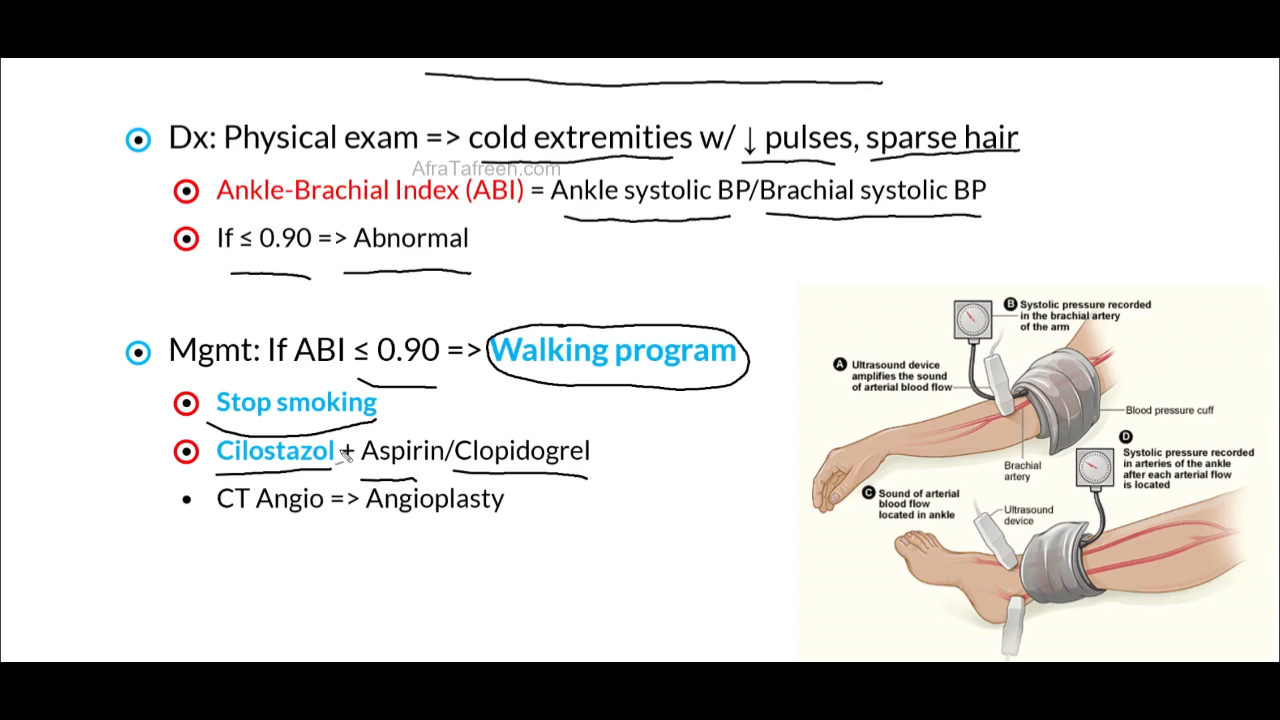 Dx: Physical exam => cold extremities w/ ↓ pulses, sparse hair
AfraTafreeh.com
Ankle-Brachial Index (ABI) = Ankle systolic BP/Brachial systolic BP
If ≤ 0.90 => Abnormal
Mgmt: If ABI ≤ 0.90 => Walking program
Stop smoking
Cilostazol + Aspirin/Clopidogrel
CT Angio => Angioplasty
B Systolic pressure recorded
in the brachial artery
of the arm
A Ultrasound device
amplifies the sound
of arterial blood flow
Blood pressure cuff
Brachial
artery
D
Systolic pressure recorded
in arteries of the ankle
after each arterial flow
is located
C Sound of arterial
blood flow
located in ankle
Ultrasound
device